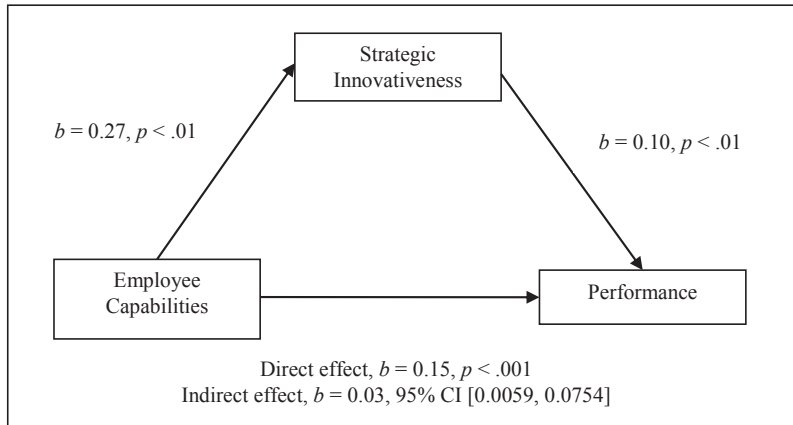 Strategic
Innovativeness
b = 0.27, p < .01
b = 0.10, p < .01
Employee
Capabilities
Performance
Direct effect, b = 0.15, p < .001
Indirect effect, b = 0.03, 95% CI [0.0059, 0.0754]